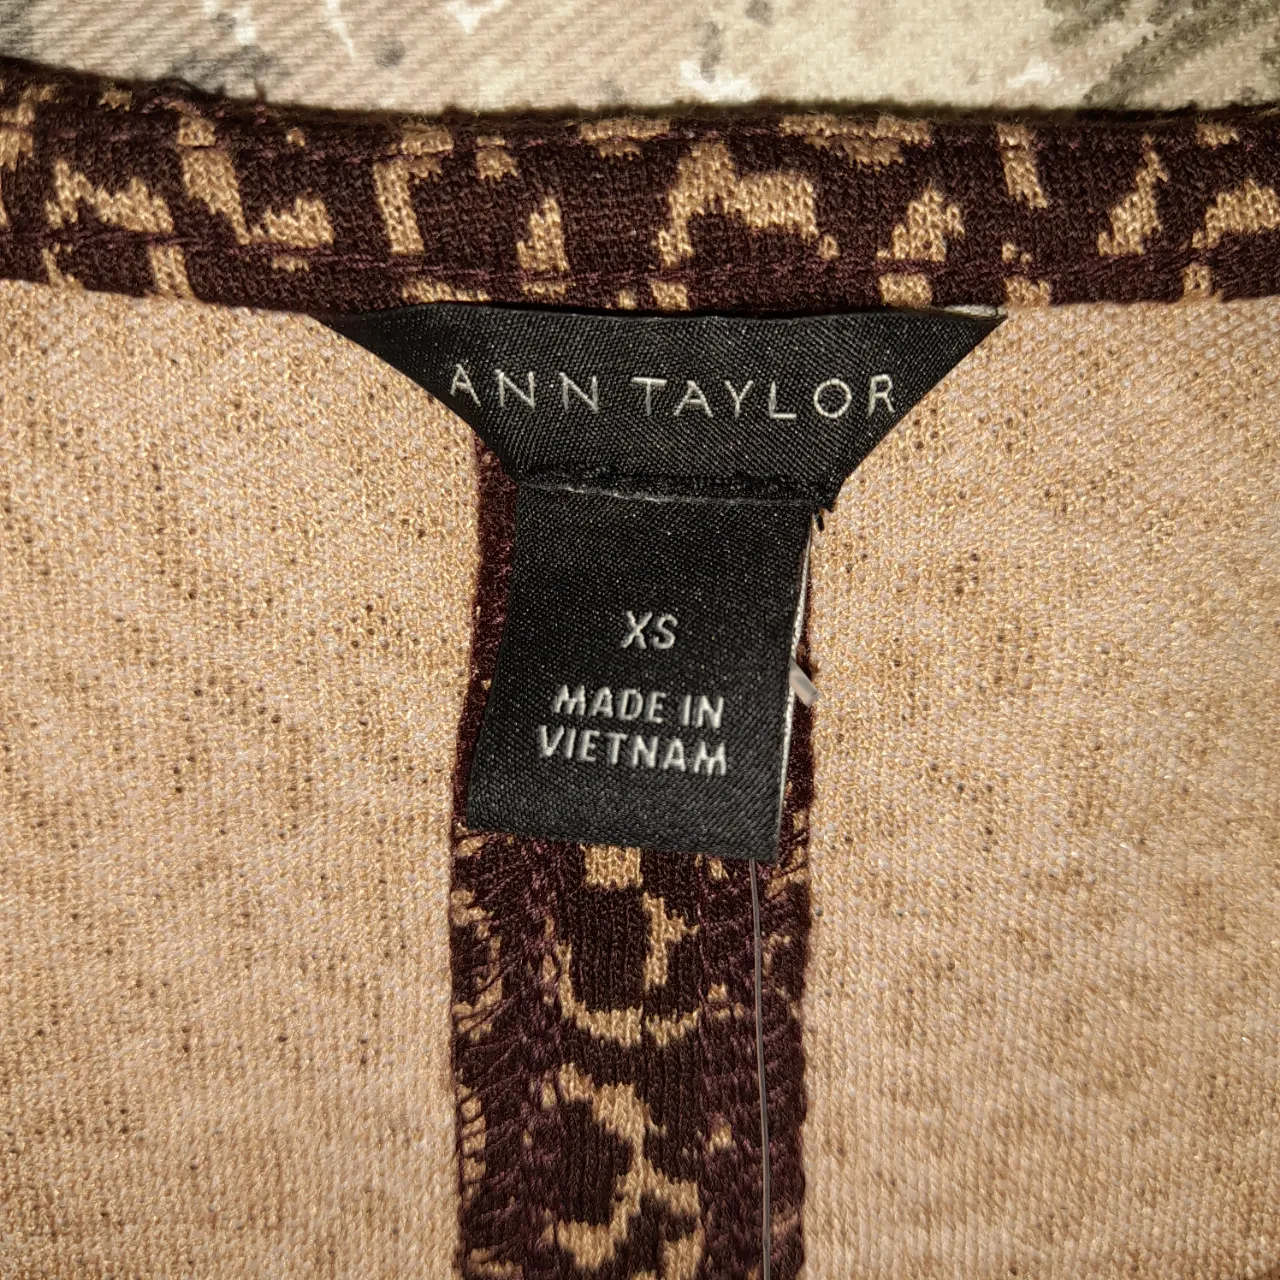 ANN TAYLOR
XS
MADE IN
VIETNAM